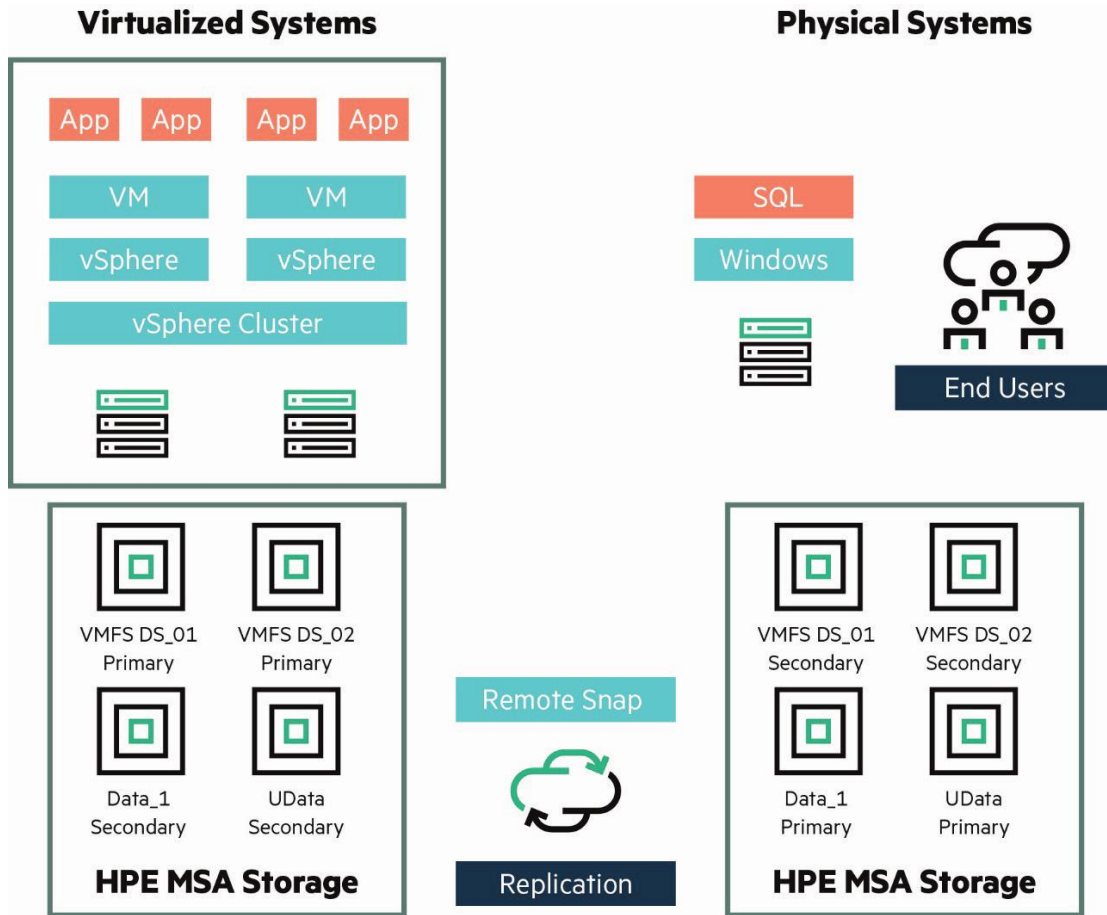 Virtualized Systems
Physical Systems
App App App App
VM VM
vSphere vSphere
vSphere Cluster
SQL
Windows
End Users
VMFS DS_01 VMFS DS_02
Primary Primary
Data_1 UData
Secondary Secondary
HPE MSA Storage
Remote Snap
Replication
VMFS DS_01 VMFS DS_02
Secondary Secondary
Data_1 UData
Primary Primary
HPE MSA Storage